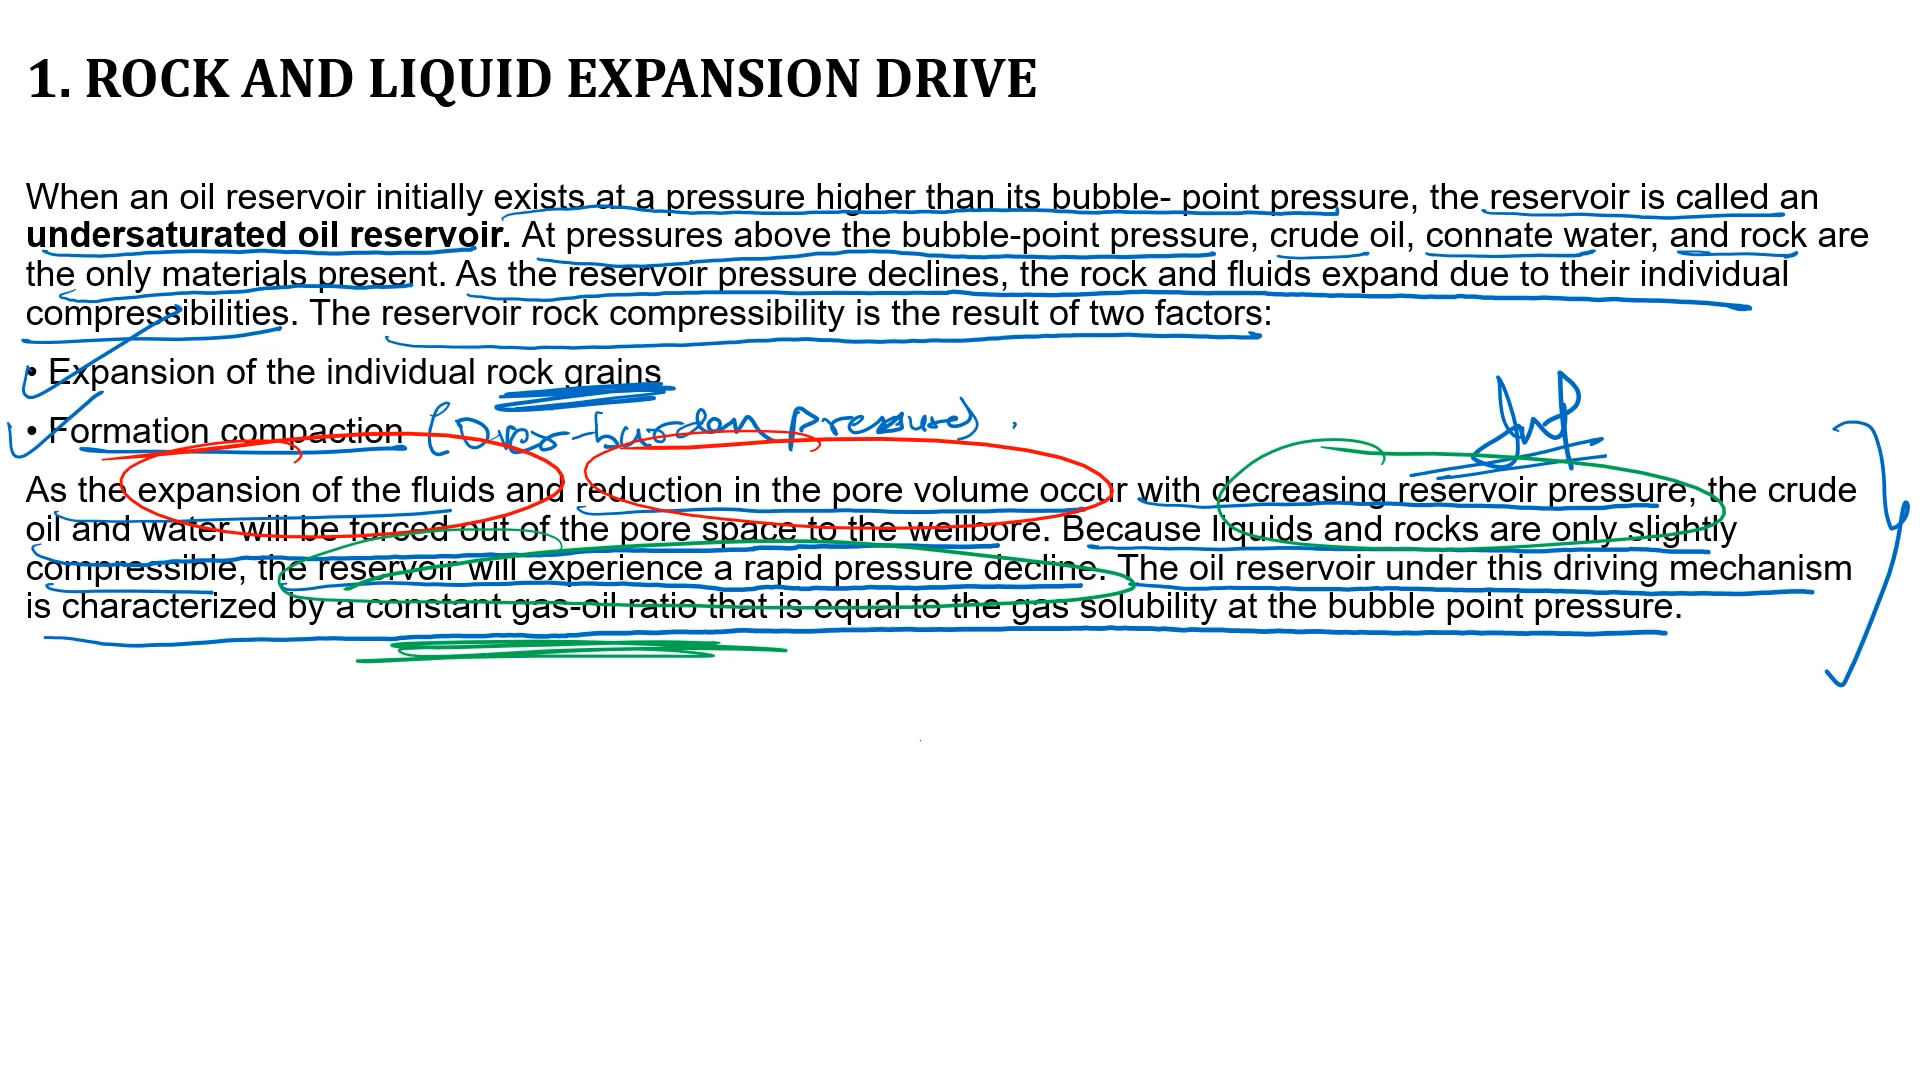 1. ROCK AND LIQUID EXPANSION DRIVE
When an oil reservoir initially exists at a pressure higher than its bubble- point pressure, the reservoir is called an
undersaturated oil reservoir. At pressures above the bubble-point pressure, crude oil, connate water, and rock are
the only materials present. As the reservoir pressure declines, the rock and fluids expand due to their individual
compressibilities. The reservoir rock compressibility is the result of two factors:
• Expansion of the individual rock grains
• Formation compaction (Over-burden Pressure).
Imp
As the expansion of the fluids and reduction in the pore volume occur with decreasing reservoir pressure, the crude
oil and water will be forced out of the pore space to the wellbore. Because liquids and rocks are only slightly
compressible, the reservoir will experience a rapid pressure decline. The oil reservoir under this driving mechanism
is characterized by a constant gas-oil ratio that is equal to the gas solubility at the bubble point pressure.